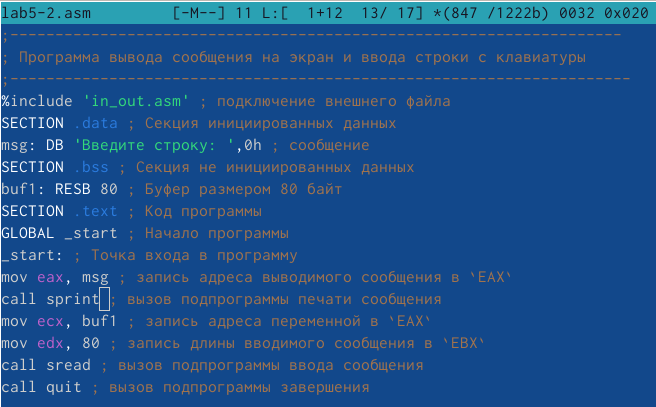 lab5-2.asm [-M--] 11 L:[ 1+12 13/ 17] *(847 /1222b) 0032 0x020
;--------------------------------------------------------------------
; Программа вывода сообщения на экран и ввода строки с клавиатуры
;---------------------------------------------------------------------
%include 'in_out.asm' ; подключение внешнего файла
SECTION .data ; Секция инициированных данных
msg: DB 'Введите строку: ',0h ; сообщение
SECTION .bss ; Секция не инициированных данных
buf1: RESB 80 ; Буфер размером 80 байт
SECTION .text ; Код программы
GLOBAL _start ; Начало программы
_start: ; Точка входа в программу
mov eax, msg ; запись адреса выводимого сообщения в `EAX`
call sprint ; вызов подпрограммы печати сообщения
mov ecx, buf1 ; запись адреса переменной в `EAX`
mov edx, 80 ; запись длины вводимого сообщения в `EBX`
call sread ; вызов подпрограммы ввода сообщения
call quit ; вызов подпрограммы завершения